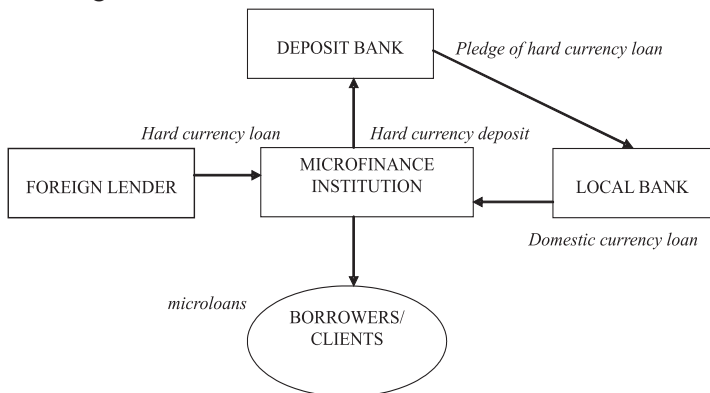 DEPOSIT BANK
Pledge of hard currency loan
Hard currency loan
Hard currency deposit
FOREIGN LENDER
MICROFINANCE
INSTITUTION
LOCAL BANK
Domestic currency loan
microloans
BORROWERS/
CLIENTS